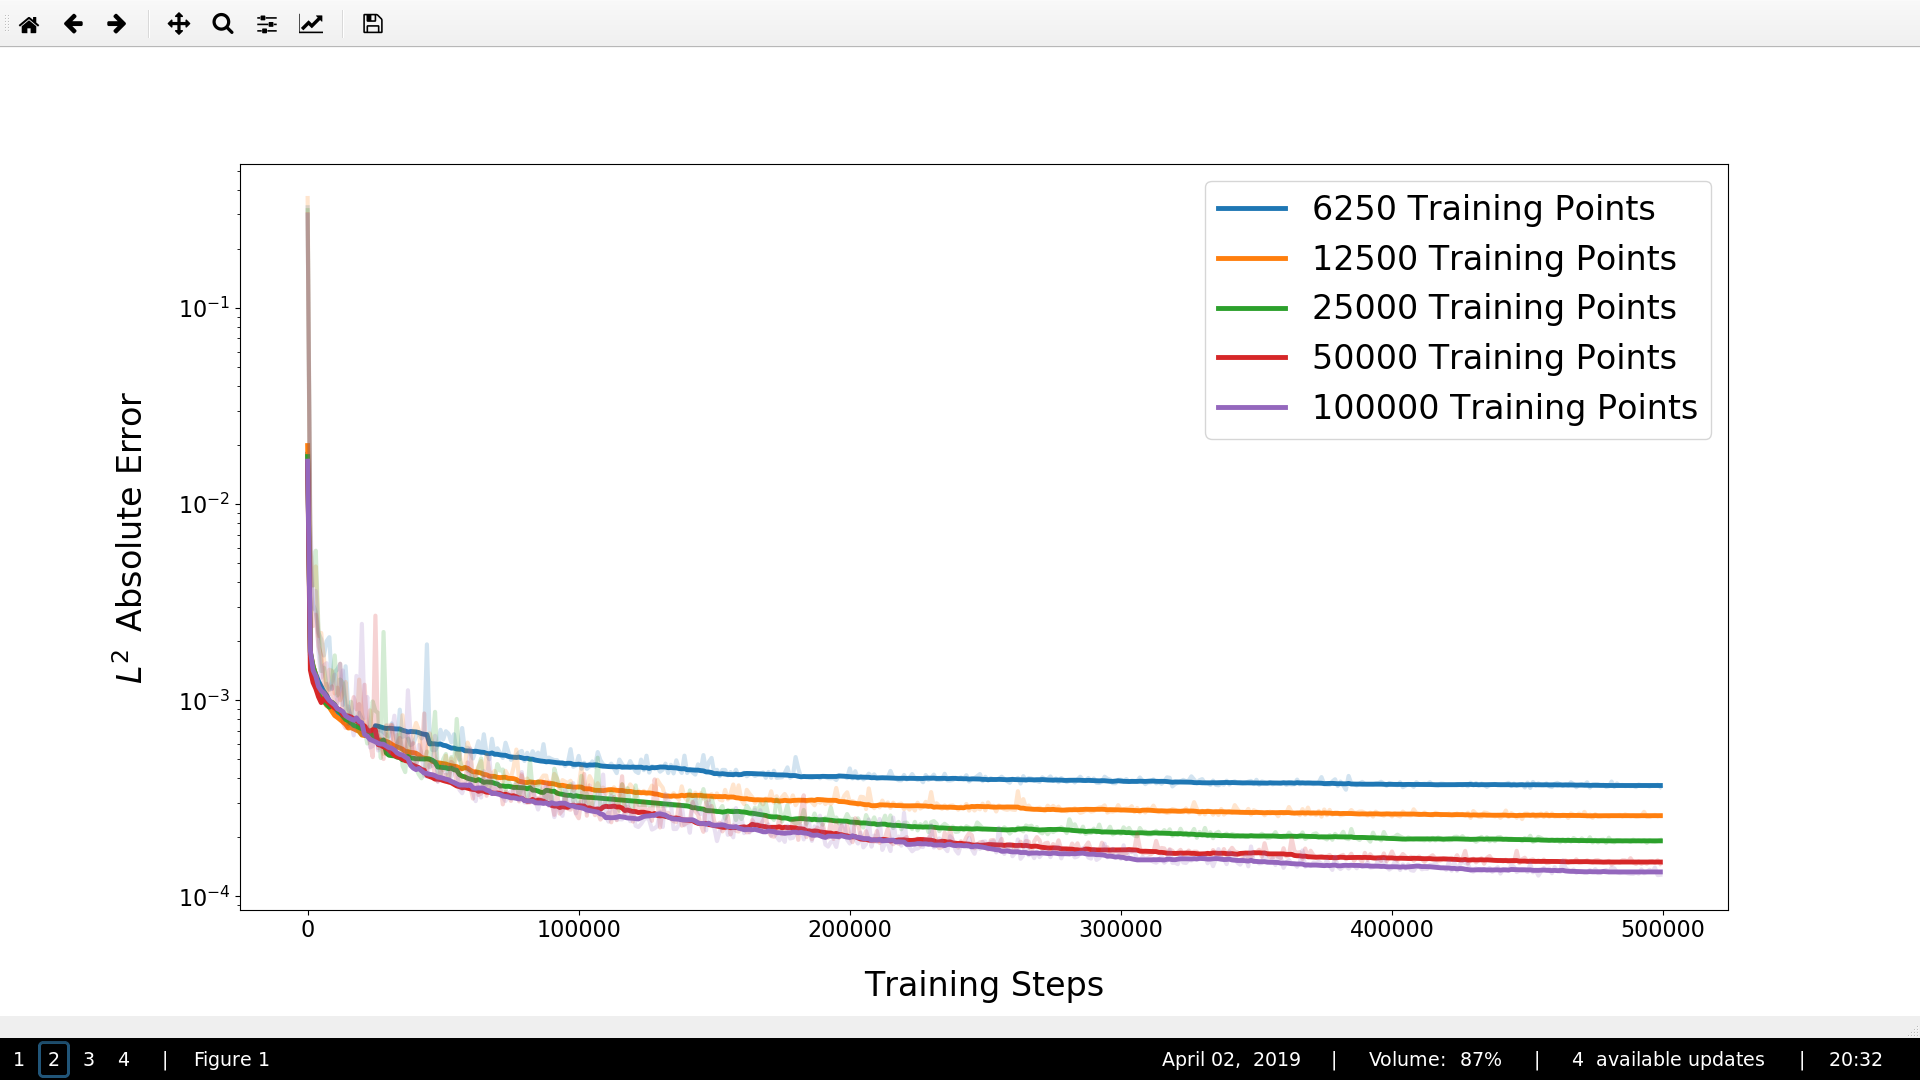 6250 Training Points
12500 Training Points
25000 Training Points
50000 Training Points
100000 Training Points
10⁻¹
10⁻²
10⁻³
10⁻⁴
L² Absolute Error
0 100000 200000 300000 400000 500000
Training Steps
1 2 3 4 | Figure 1 April 02, 2019 | Volume: 87% | 4 available updates | 20:32